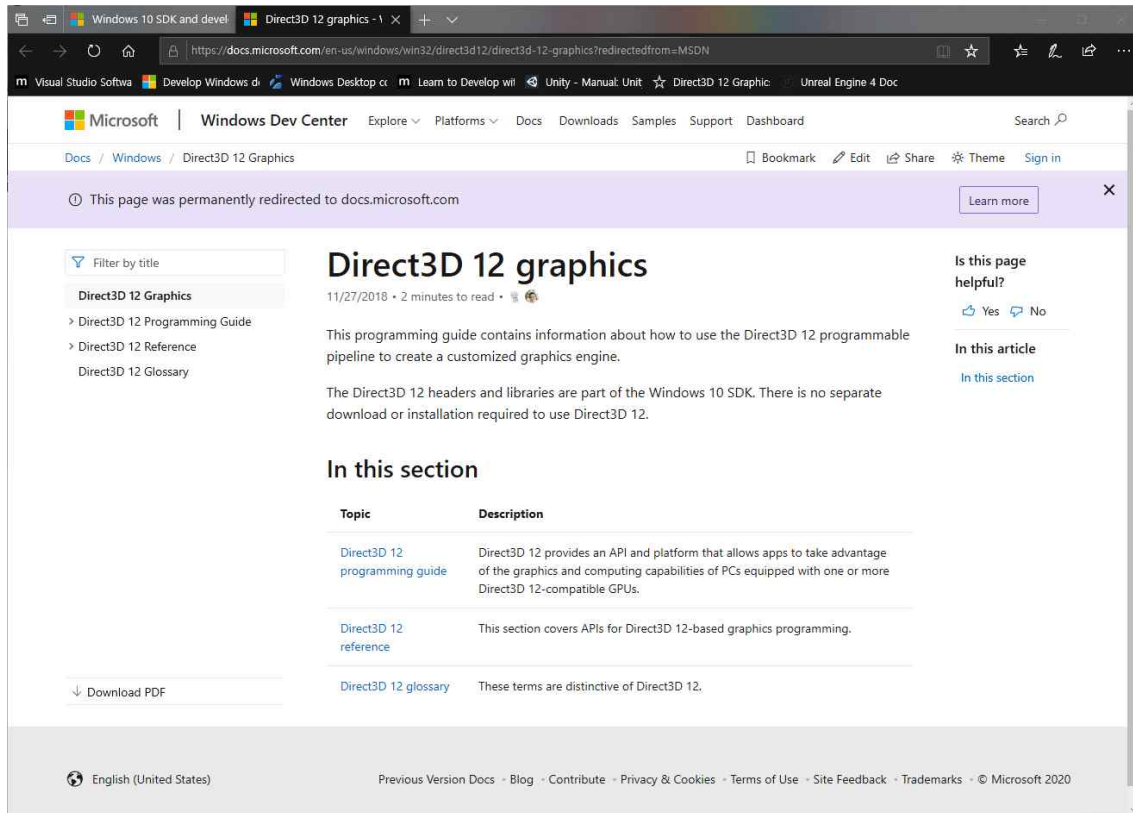 Windows 10 SDK and devel
Direct3D 12 graphics - W
https://docs.microsoft.com/en-us/windows/win32/direct3d12/direct3d-12-graphics?redirectedfrom=MSDN
m Visual Studio Softwa Develop Windows d Windows Desktop cc m Learn to Develop wit Unity - Manual: Unit Direct3D 12 Graphic Unreal Engine 4 Doc
Microsoft | Windows Dev Center Explore Platforms Docs Downloads Samples Support Dashboard Search
Docs / Windows / Direct3D 12 Graphics
Bookmark Edit Share Theme Sign in
This page was permanently redirected to docs.microsoft.com
Learn more
Filter by title
Direct3D 12 Graphics
Direct3D 12 Programming Guide
Direct3D 12 Reference
Direct3D 12 Glossary
Download PDF
Direct3D 12 graphics
11/27/2018 • 2 minutes to read •
This programming guide contains information about how to use the Direct3D 12 programmable
pipeline to create a customized graphics engine.
The Direct3D 12 headers and libraries are part of the Windows 10 SDK. There is no separate
download or installation required to use Direct3D 12.
In this section
Topic Description
Direct3D 12
programming guide
Direct3D 12 provides an API and platform that allows apps to take advantage
of the graphics and computing capabilities of PCs equipped with one or more
Direct3D 12-compatible GPUs.
Direct3D 12
reference
This section covers APIs for Direct3D 12-based graphics programming.
Direct3D 12 glossary
These terms are distinctive of Direct3D 12.
Is this page
helpful?
Yes No
In this article
In this section
English (United States)
Previous Version Docs • Blog • Contribute • Privacy & Cookies • Terms of Use • Site Feedback • Trademarks • © Microsoft 2020